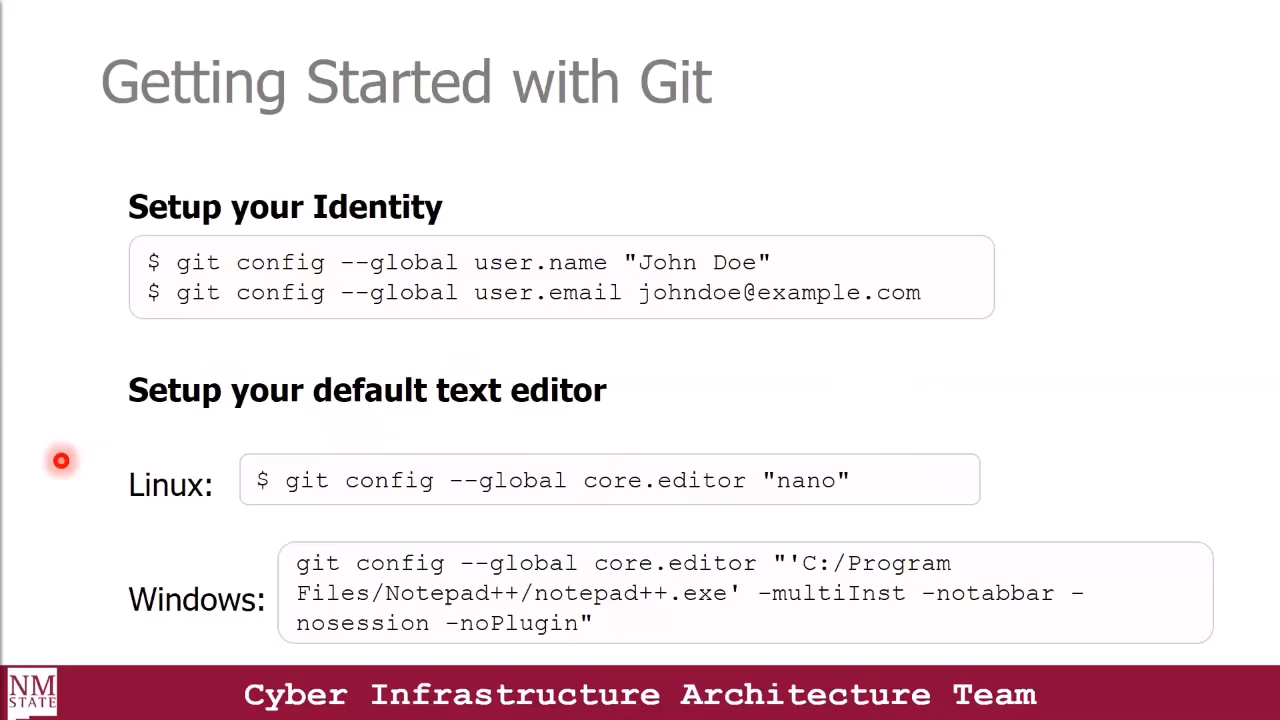 Getting Started with Git
Setup your Identity
$ git config --global user.name "John Doe"
$ git config --global user.email johndoe@example.com
Setup your default text editor
Linux:
$ git config --global core.editor "nano"
Windows:
git config --global core.editor "'C:/Program
Files/Notepad++/notepad++.exe' -multiInst -notabbar -
nosession -noPlugin"
NM
STATE
Cyber Infrastructure Architecture Team